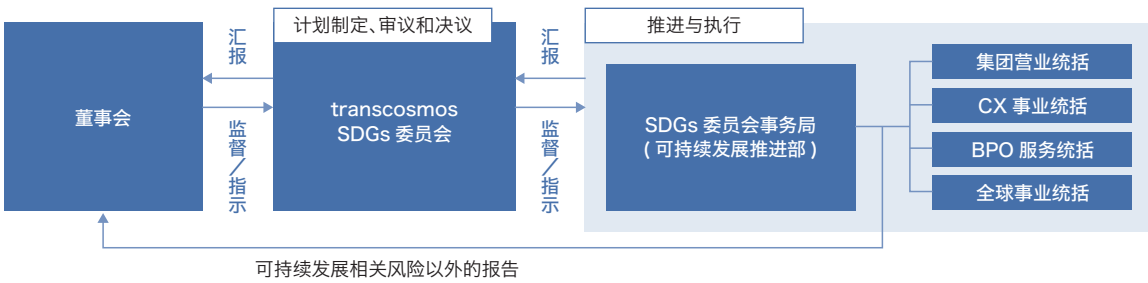 计划制定、审议和决议
推进与执行
董事会
汇报
监督／指示
transcosmos
SDGs 委员会
汇报
监督／指示
SDGs 委员会事务局
( 可持续发展推进部 )
集团营业统括
CX 事业统括
BPO 服务统括
全球事业统括
可持续发展相关风险以外的报告